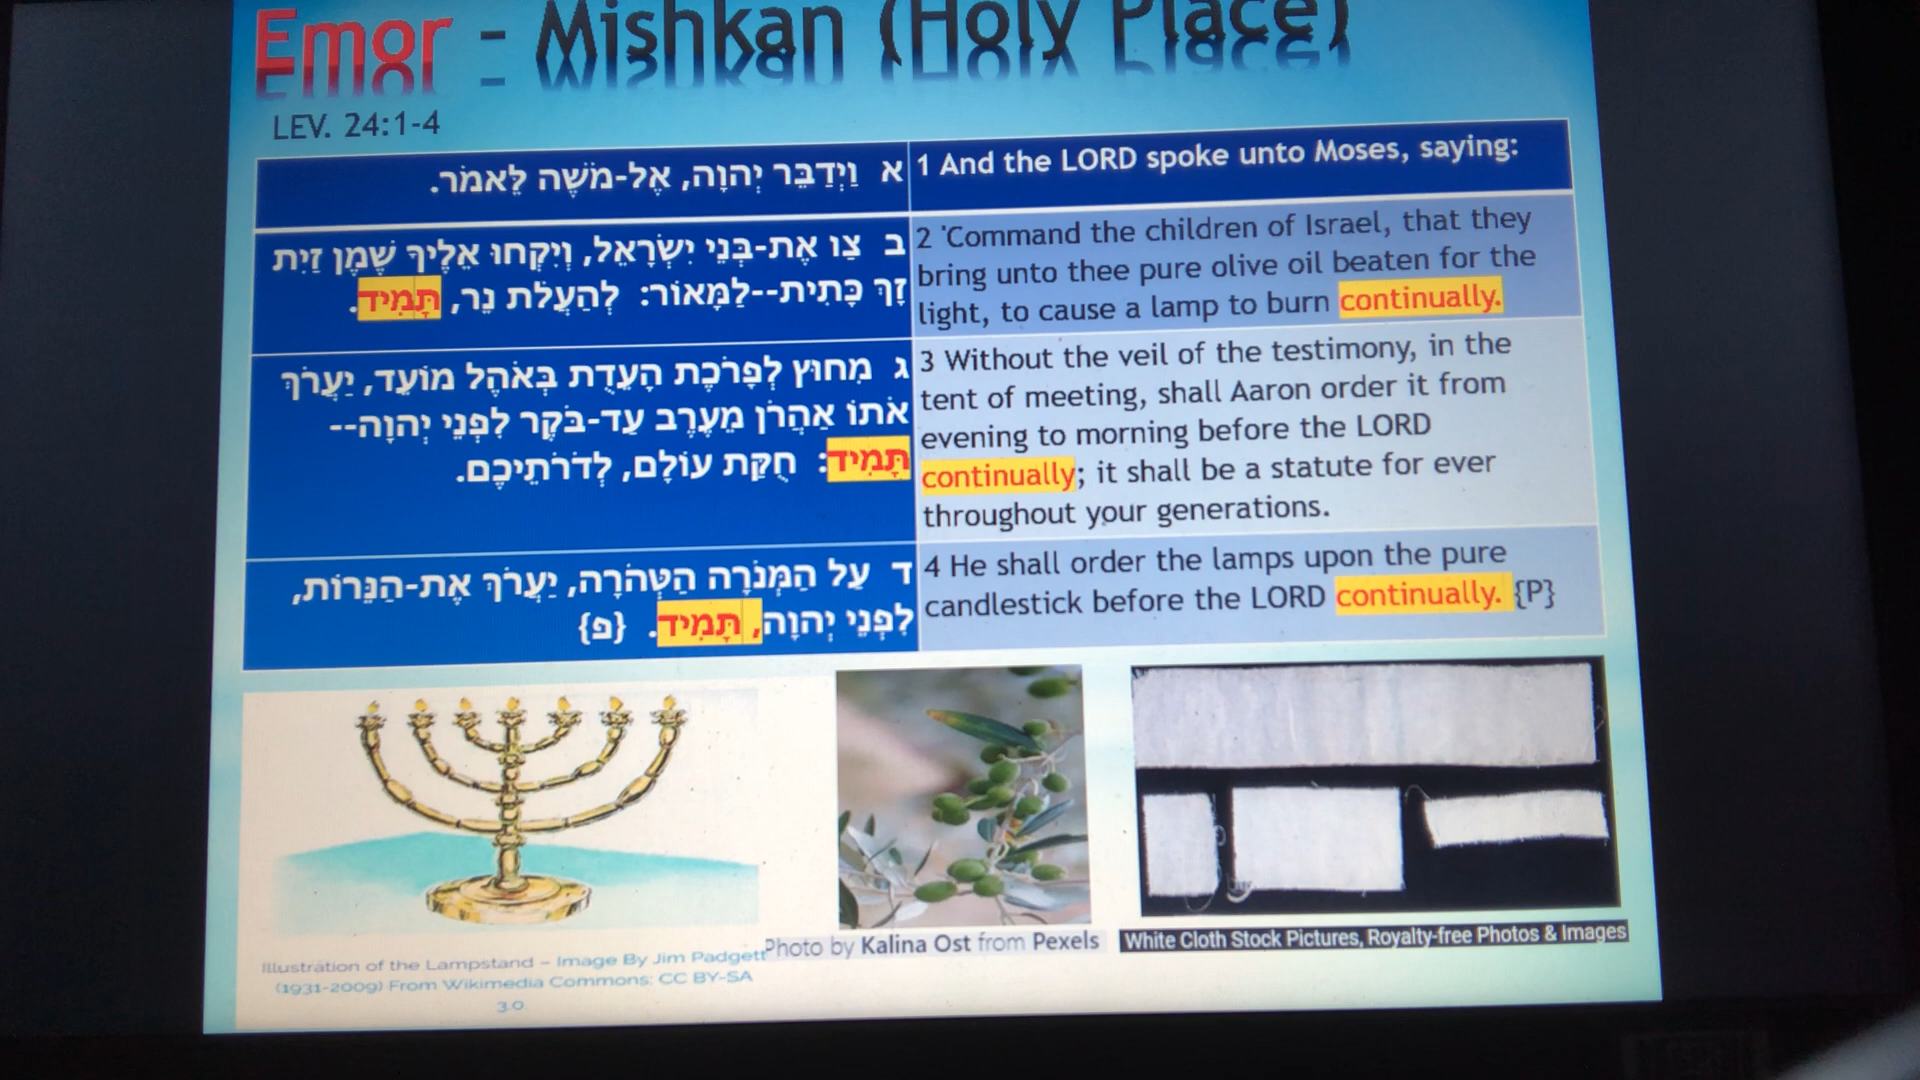 Emor - Mishkan (Holy Place)
LEV. 24:1-4
א וַיְדַבֵּר יְהוָה, אֶל-מֹשֶׁה לֵּאמֹר.
1 And the LORD spoke unto Moses, saying:
ב צַו אֶת-בְּנֵי יִשְׂרָאֵל, וְיִקְחוּ אֵלֶיךָ שֶׁמֶן זַיִת
זָךְ כָּתִית--לַמָּאוֹר: לְהַעֲלֹת נֵר, תָּמִיד.
2 'Command the children of Israel, that they
bring unto thee pure olive oil beaten for the
light, to cause a lamp to burn continually.
ג מִחוּץ לְפָרֹכֶת הָעֵדֻת בְּאֹהֶל מוֹעֵד, יַעֲרֹךְ
אֹתוֹ אַהֲרֹן מֵעֶרֶב עַד-בֹּקֶר לִפְנֵי יְהוָה--
תָּמִיד: חֻקַּת עוֹלָם, לְדֹרֹתֵיכֶם.
3 Without the veil of the testimony, in the
tent of meeting, shall Aaron order it from
evening to morning before the LORD
continually; it shall be a statute for ever
throughout your generations.
ד עַל הַמְּנֹרָה הַטְּהֹרָה, יַעֲרֹךְ אֶת-הַנֵּרוֹת,
לִפְנֵי יְהוָה, תָּמִיד. {פ}
4 He shall order the lamps upon the pure
candlestick before the LORD continually. {P}
Illustration of the Lampstand – Image By Jim Padgett
(1931-2009) From Wikimedia Commons: CC BY-SA
3.0
Photo by Kalina Ost from Pexels
White Cloth Stock Pictures, Royalty-free Photos & Images